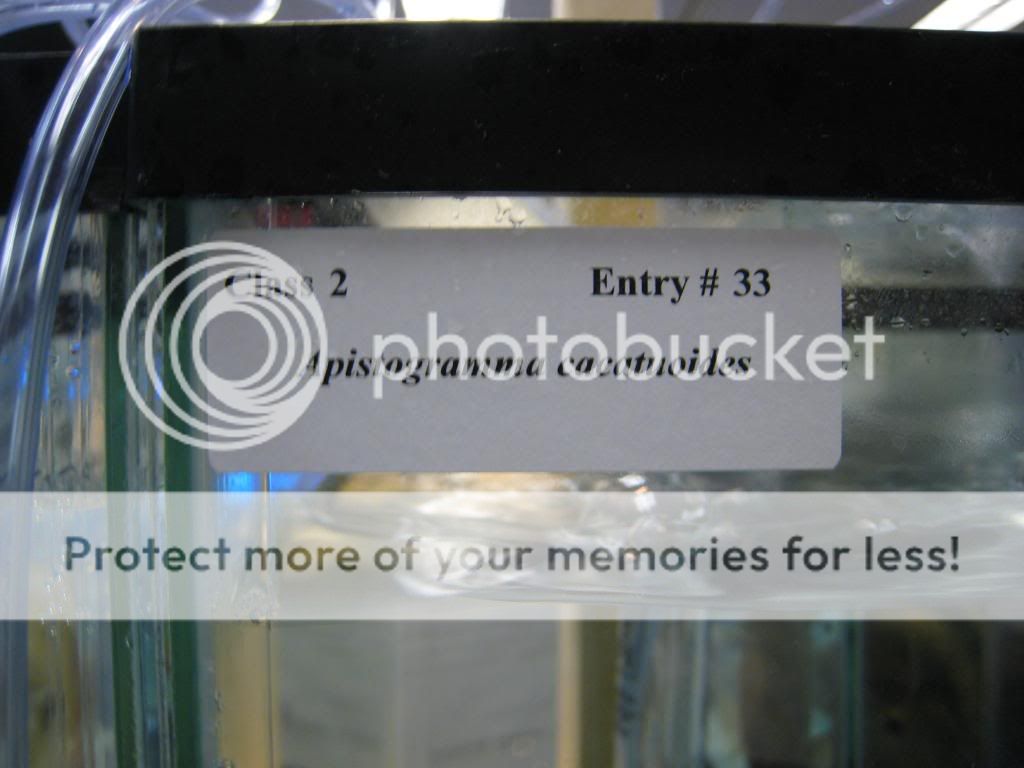 Class 2 Entry # 33
Apistogramma cacatuoides
photobucket
Protect more of your memories for less!